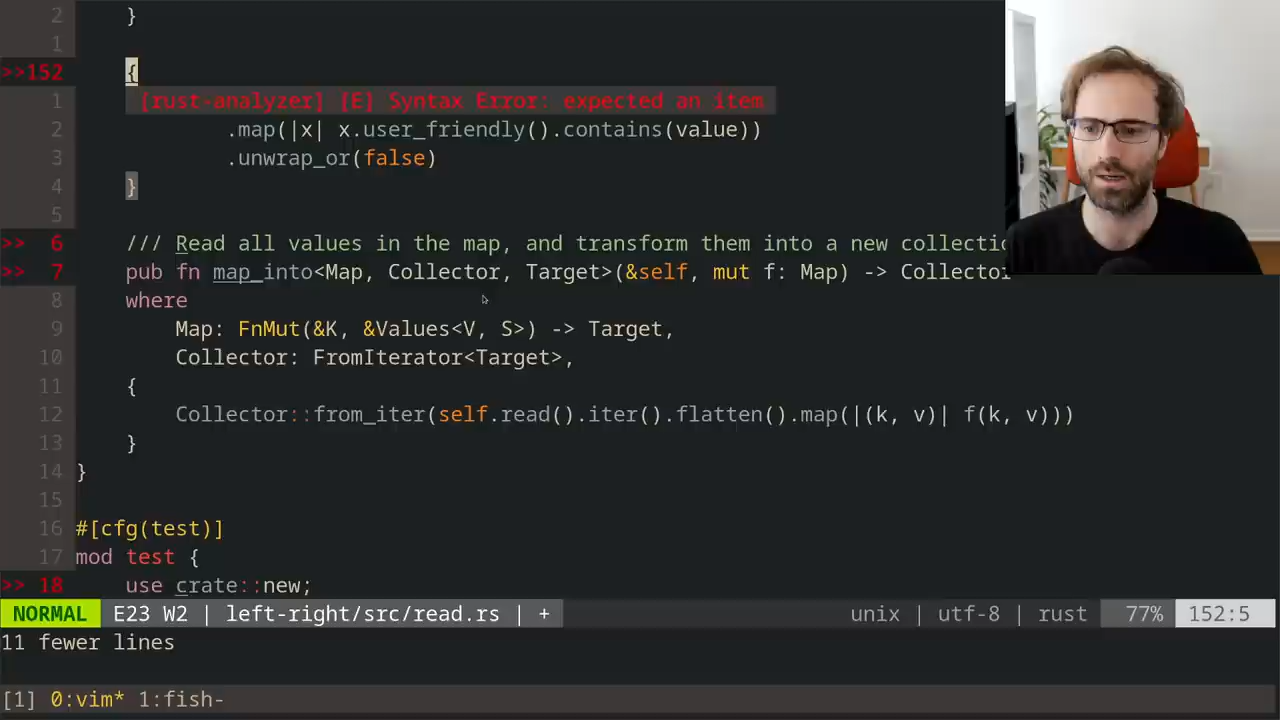 2 }
1
>>152 {
1 [rust-analyzer] [E] Syntax Error: expected an item
2 .map(|x| x.user_friendly().contains(value))
3 .unwrap_or(false)
4 }
5
>> 6 /// Read all values in the map, and transform them into a new collectio
>> 7 pub fn map_into<Map, Collector, Target>(&self, mut f: Map) -> Collector
8 where
9 Map: FnMut(&K, &Values<V, S>) -> Target,
10 Collector: FromIterator<Target>,
11 {
12 Collector::from_iter(self.read().iter().flatten().map(|(k, v)| f(k, v)))
13 }
14 }
15
16 #[cfg(test)]
17 mod test {
>> 18 use crate::new;
NORMAL E23 W2 | left-right/src/read.rs | + unix | utf-8 | rust 77% 152:5
11 fewer lines
[1] 0:vim* 1:fish-